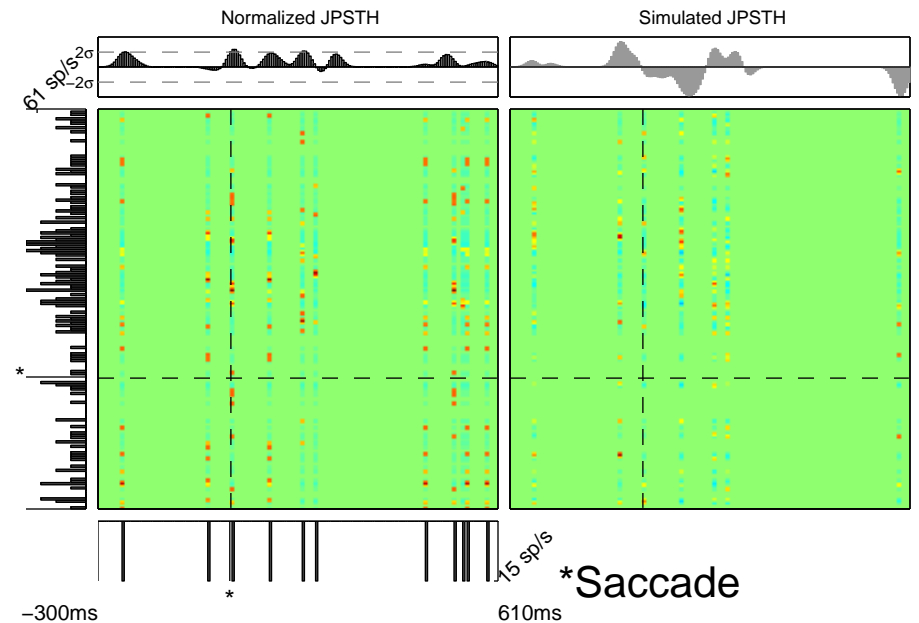 Normalized JPSTH
Simulated JPSTH
2σ
−2σ
61 sp/s
*
15 sp/s
*
*Saccade
−300ms
610ms